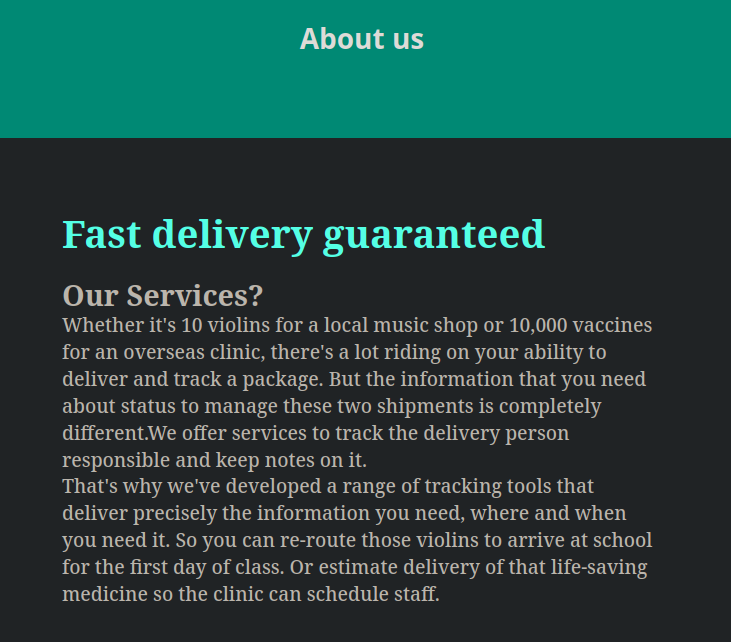 About us
Fast delivery guaranteed
Our Services?
Whether it's 10 violins for a local music shop or 10,000 vaccines
for an overseas clinic, there's a lot riding on your ability to
deliver and track a package. But the information that you need
about status to manage these two shipments is completely
different.We offer services to track the delivery person
responsible and keep notes on it.
That's why we've developed a range of tracking tools that
deliver precisely the information you need, where and when
you need it. So you can re-route those violins to arrive at school
for the first day of class. Or estimate delivery of that life-saving
medicine so the clinic can schedule staff.